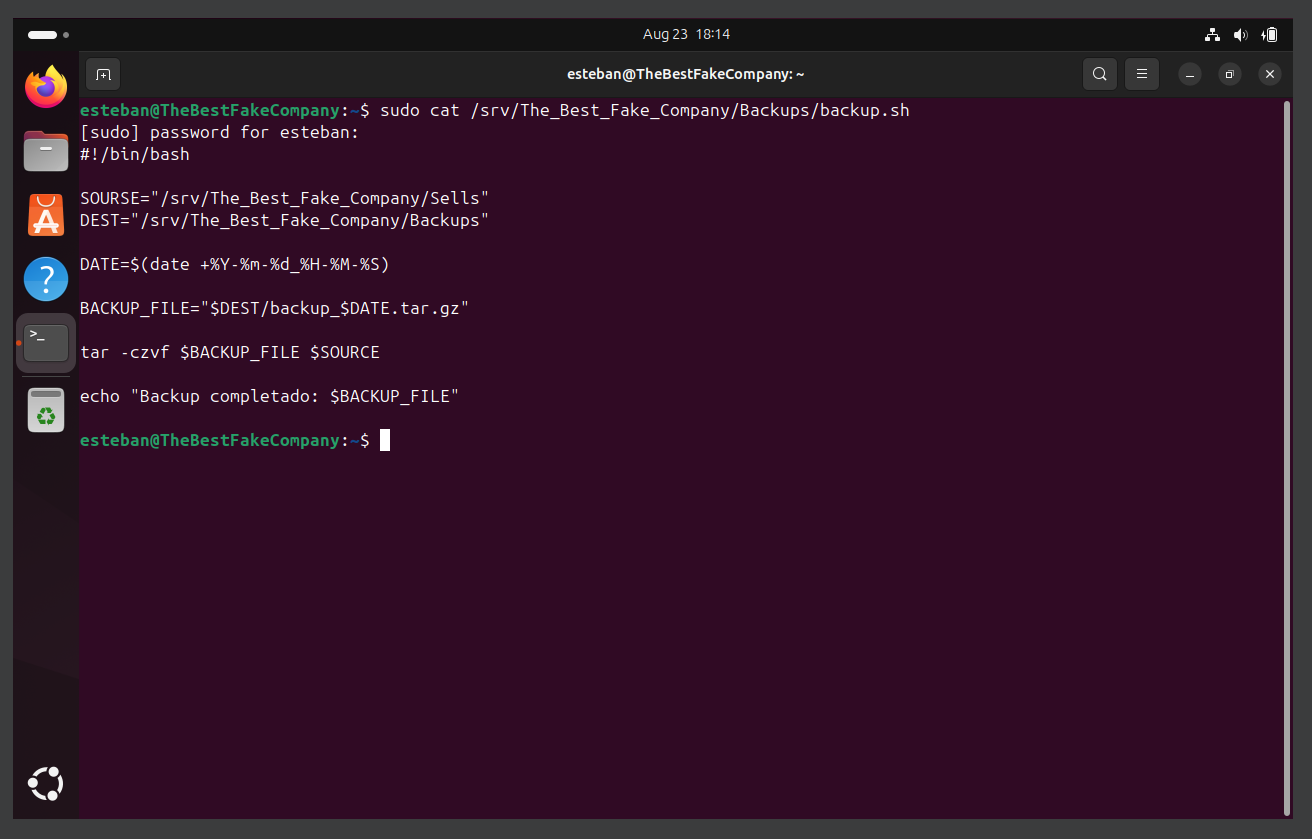 Aug 23 18:14
esteban@TheBestFakeCompany: ~
esteban@TheBestFakeCompany:~$ sudo cat /srv/The_Best_Fake_Company/Backups/backup.sh
[sudo] password for esteban:
#!/bin/bash
SOURSE="/srv/The_Best_Fake_Company/Sells"
DEST="/srv/The_Best_Fake_Company/Backups"
DATE=$(date +%Y-%m-%d_%H-%M-%S)
BACKUP_FILE="$DEST/backup_$DATE.tar.gz"
tar -czvf $BACKUP_FILE $SOURCE
echo "Backup completado: $BACKUP_FILE"
esteban@TheBestFakeCompany:~$